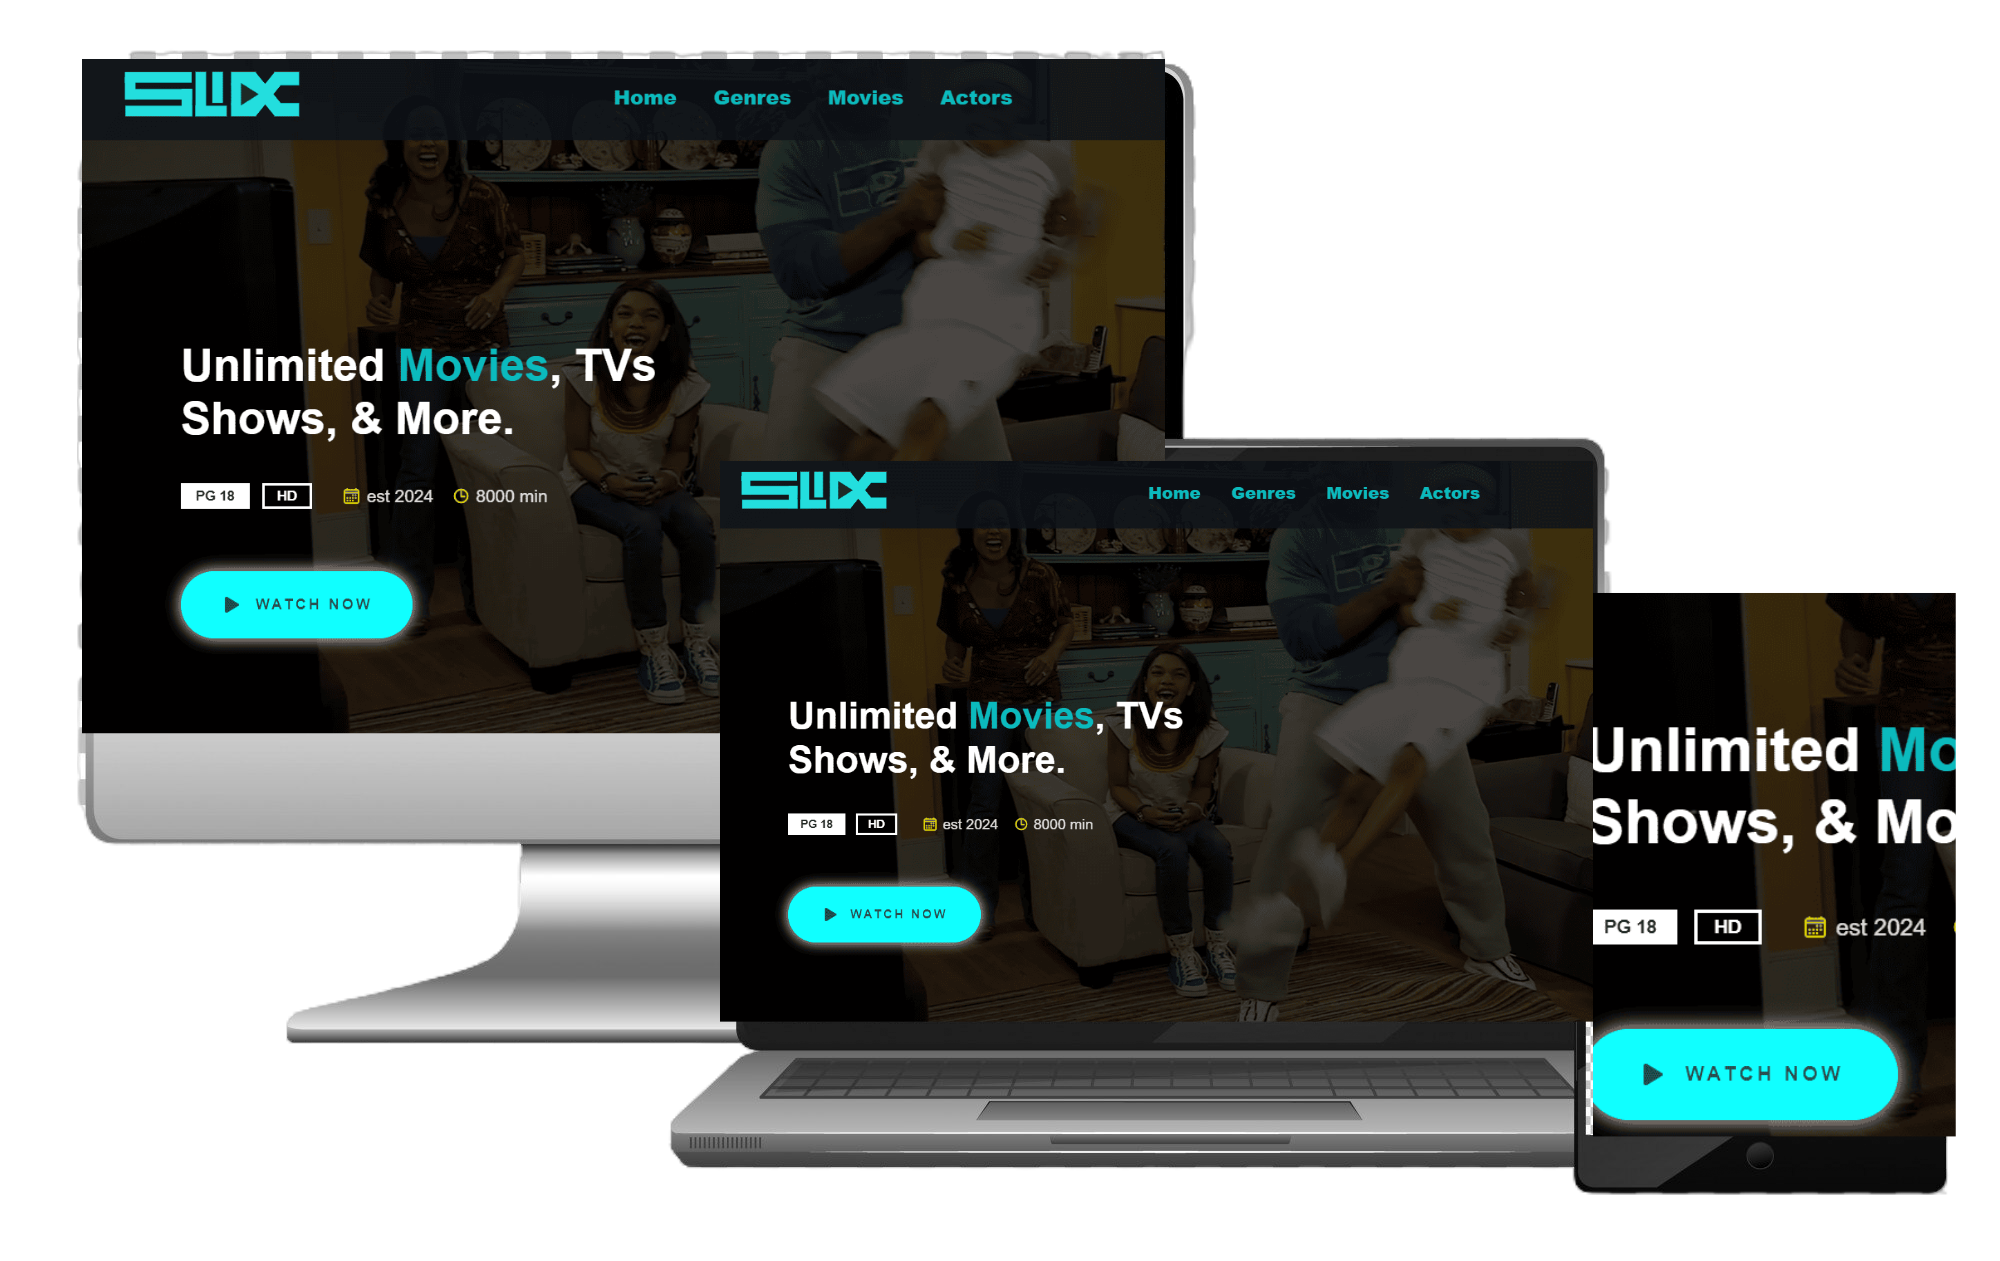 SLIX
Home Genres Movies Actors
Unlimited Movies, TVs
Shows, & More.
PG 18 HD est 2024 8000 min
WATCH NOW
SLIX
Home Genres Movies Actors
Unlimited Movies, TVs
Shows, & More.
PG 18 HD est 2024 8000 min
WATCH NOW
Unlimited Mo
Shows, & Mo
PG 18 HD est 2024
WATCH NOW